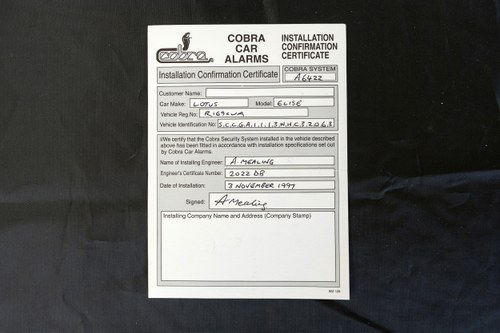 cobra
COBRA
CAR
ALARMS
INSTALLATION
CONFIRMATION
CERTIFICATE
Installation Confirmation Certificate
COBRA SYSTEM
A6422
Customer Name:
Car Make: LOTUS Model: ELISE
Vehicle Reg.No: R169OUM
Vehicle Identification No:
I/We certify that the Cobra Security System installed in the vehicle described
above has been fitted in accordance with installation specifications set out
by Cobra Car Alarms.
Name of Installing Engineer: A MEALING
Engineer's Certificate Number: 2022 DB
Date of installation: 3 NOVEMBER 1997
Signed: A Mealing
Installing Company Name and Address (Company Stamp)